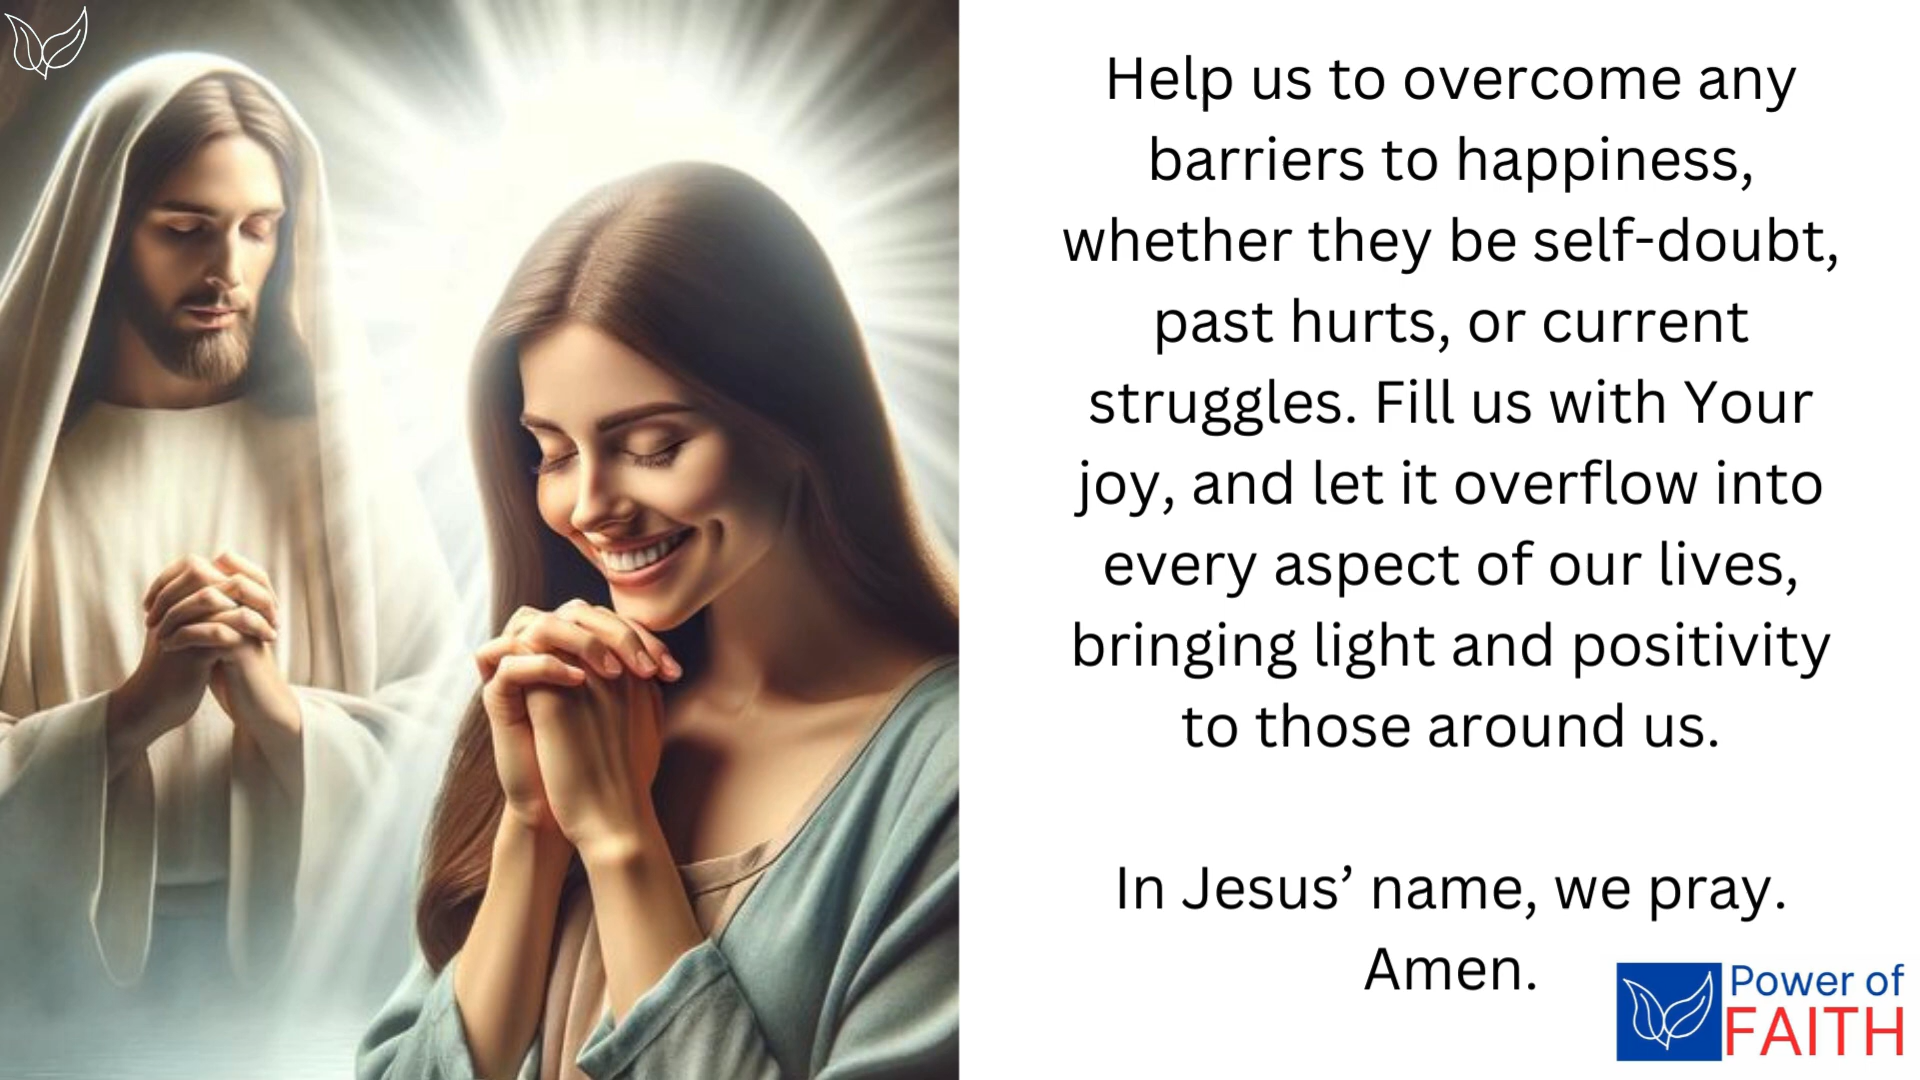 Help us to overcome any
barriers to happiness,
whether they be self-doubt,
past hurts, or current
struggles. Fill us with Your
joy, and let it overflow into
every aspect of our lives,
bringing light and positivity
to those around us.
In Jesus’ name, we pray.
Amen.
Power of
FAITH